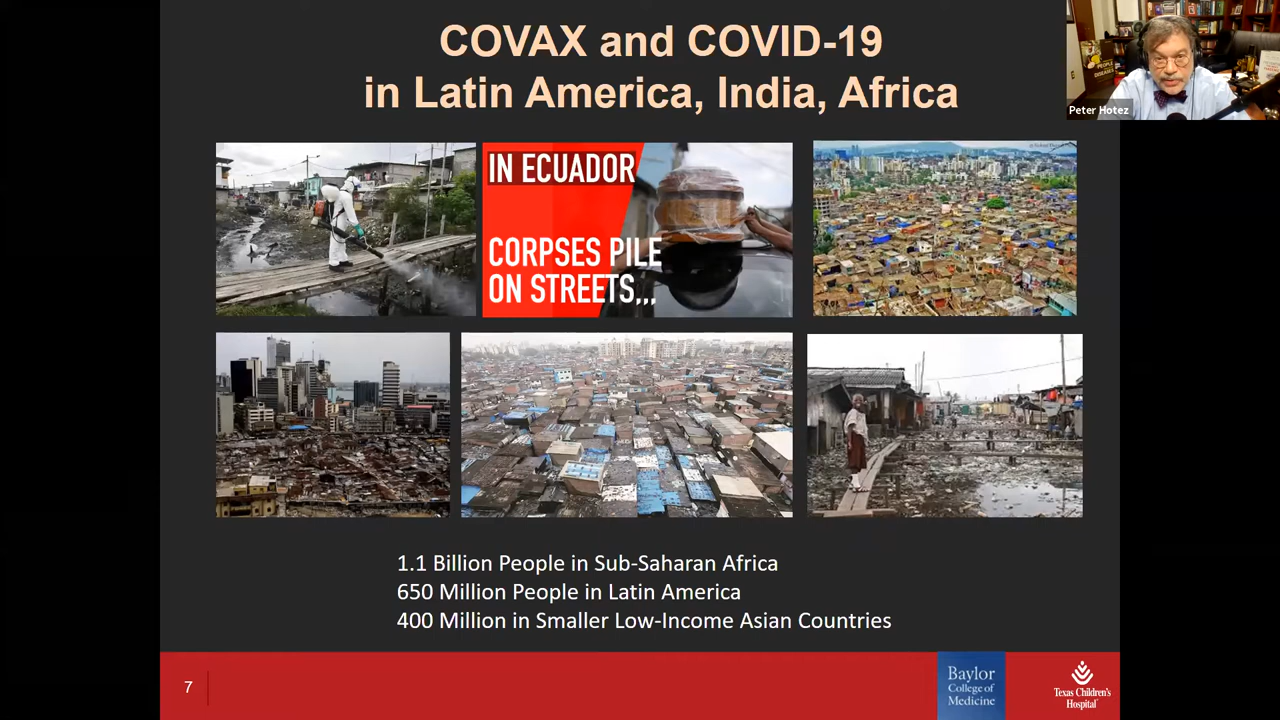 COVAX and COVID-19
in Latin America, India, Africa
Peter Hotez
PEOPLE
DISEASES
IN ECUADOR
CORPSES PILE
ON STREETS,,,
1.1 Billion People in Sub-Saharan Africa
650 Million People in Latin America
400 Million in Smaller Low-Income Asian Countries
7
Baylor
College of
Medicine
Texas Children's
Hospital